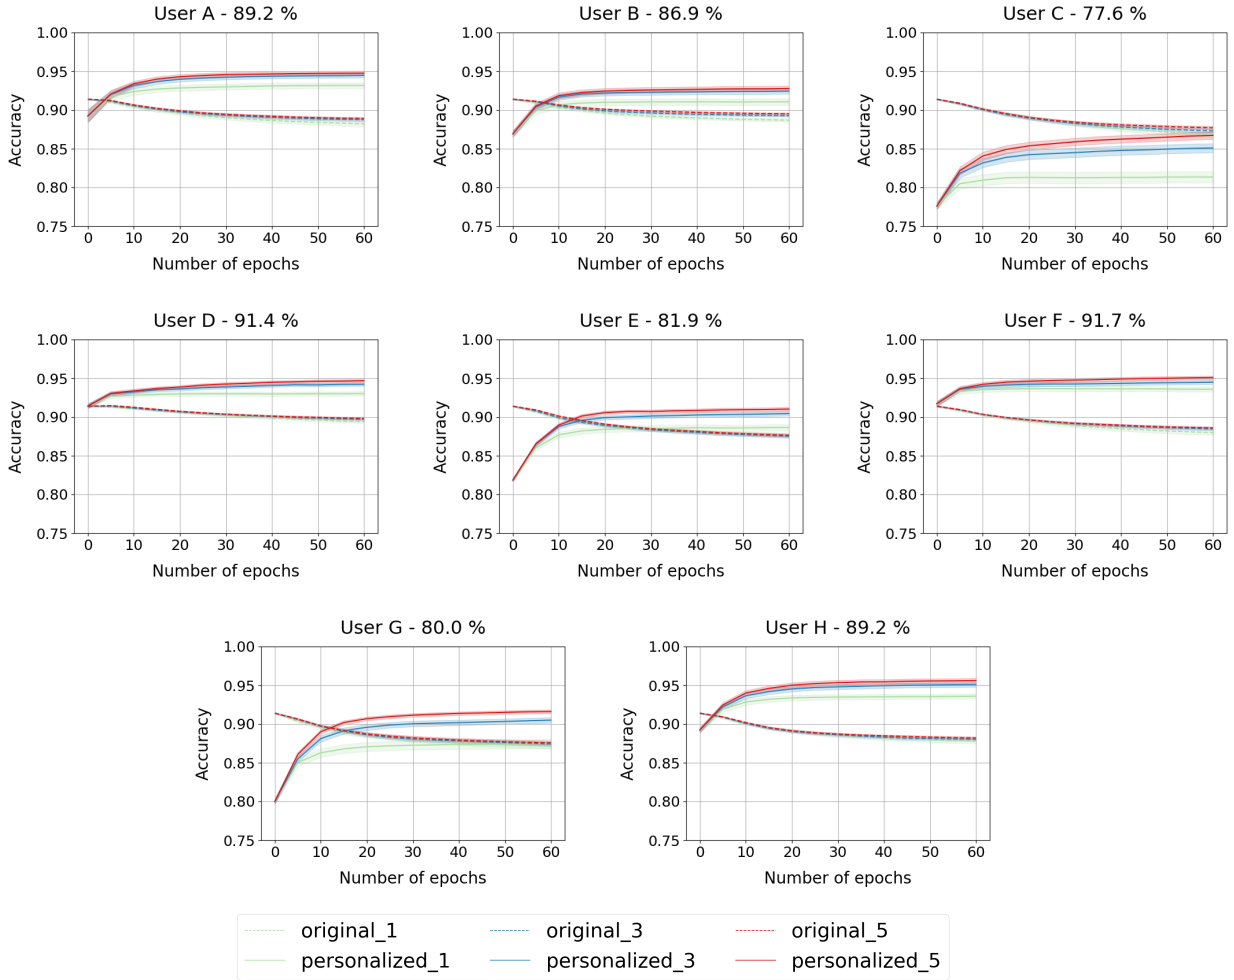 User A - 89.2 %
User B - 86.9 %
User C - 77.6 %
Accuracy
1.00
0.95
0.90
0.85
0.80
0.75
0 10 20 30 40 50 60
Number of epochs
Accuracy
1.00
0.95
0.90
0.85
0.80
0.75
0 10 20 30 40 50 60
Number of epochs
Accuracy
1.00
0.95
0.90
0.85
0.80
0.75
0 10 20 30 40 50 60
Number of epochs
User D - 91.4 %
User E - 81.9 %
User F - 91.7 %
Accuracy
1.00
0.95
0.90
0.85
0.80
0.75
0 10 20 30 40 50 60
Number of epochs
Accuracy
1.00
0.95
0.90
0.85
0.80
0.75
0 10 20 30 40 50 60
Number of epochs
Accuracy
1.00
0.95
0.90
0.85
0.80
0.75
0 10 20 30 40 50 60
Number of epochs
User G - 80.0 %
User H - 89.2 %
Accuracy
1.00
0.95
0.90
0.85
0.80
0.75
0 10 20 30 40 50 60
Number of epochs
Accuracy
1.00
0.95
0.90
0.85
0.80
0.75
0 10 20 30 40 50 60
Number of epochs
original_1 original_3 original_5
personalized_1 personalized_3 personalized_5